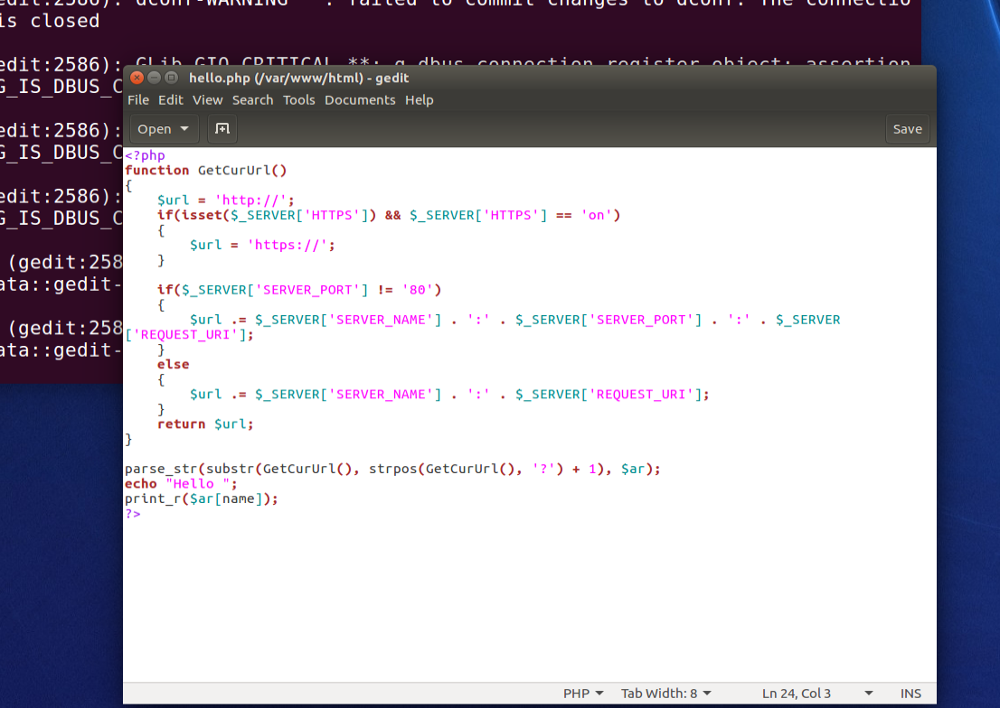 edit:2586): dconf-WARNING **: failed to commit changes to dconf: The connectio
is closed
edit:2586): GLib-GIO-CRITICAL **: g_dbus_connection_register_object: assertion
G_IS_DBUS_C
edit:2586):
G_IS_DBUS_C
edit:2586):
G_IS_DBUS_C
(gedit:258
ata::gedit-
(gedit:258
ata::gedit-
hello.php (/var/www/html) - gedit
File Edit View Search Tools Documents Help
Open Save
<?php
function GetCurUrl()
{
    $url = 'http://';
    if(isset($_SERVER['HTTPS']) && $_SERVER['HTTPS'] == 'on')
    {
        $url = 'https://';
    }
    if($_SERVER['SERVER_PORT'] != '80')
    {
        $url .= $_SERVER['SERVER_NAME'] . ':' . $_SERVER['SERVER_PORT'] . ':' . $_SERVER
['REQUEST_URI'];
    }
    else
    {
        $url .= $_SERVER['SERVER_NAME'] . ':' . $_SERVER['REQUEST_URI'];
    }
    return $url;
}
parse_str(substr(GetCurUrl(), strpos(GetCurUrl(), '?') + 1), $ar);
echo "Hello ";
print_r($ar[name]);
?>
PHP Tab Width: 8 Ln 24, Col 3 INS